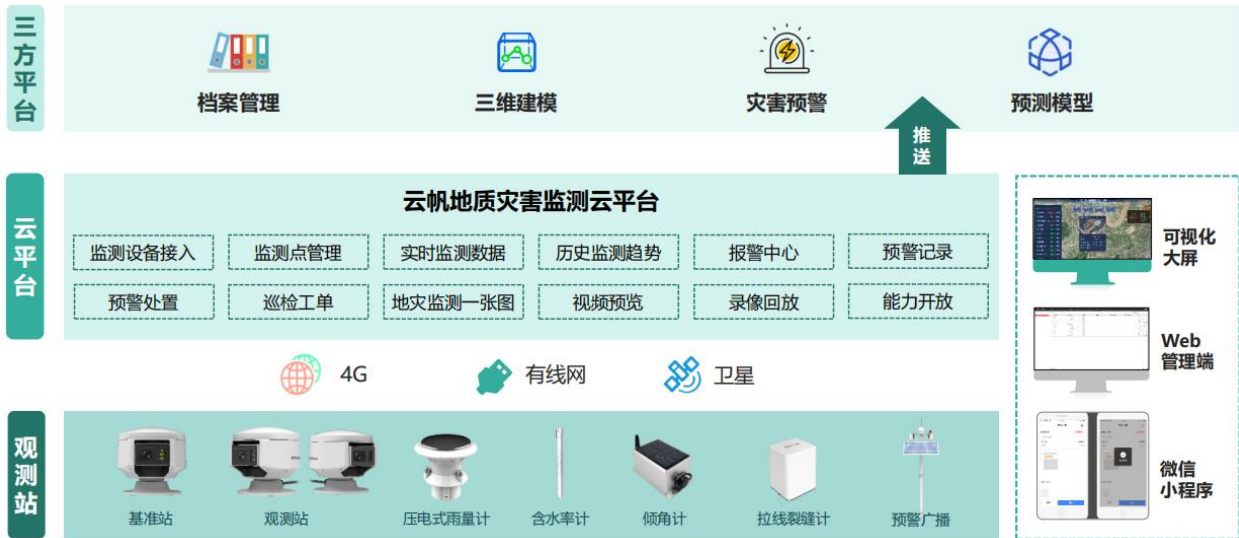 三方平台
档案管理
三维建模
灾害预警
预测模型
推送
云平台
云帆地质灾害监测云平台
监测设备接入
监测点管理
实时监测数据
历史监测趋势
报警中心
预警记录
预警处置
巡检工单
地灾监测一张图
视频预览
录像回放
能力开放
可视化
大屏
Web
管理端
微信
小程序
4G
有线网
卫星
观测站
基准站
观测站
压电式雨量计
含水率计
倾角计
拉线裂缝计
预警广播